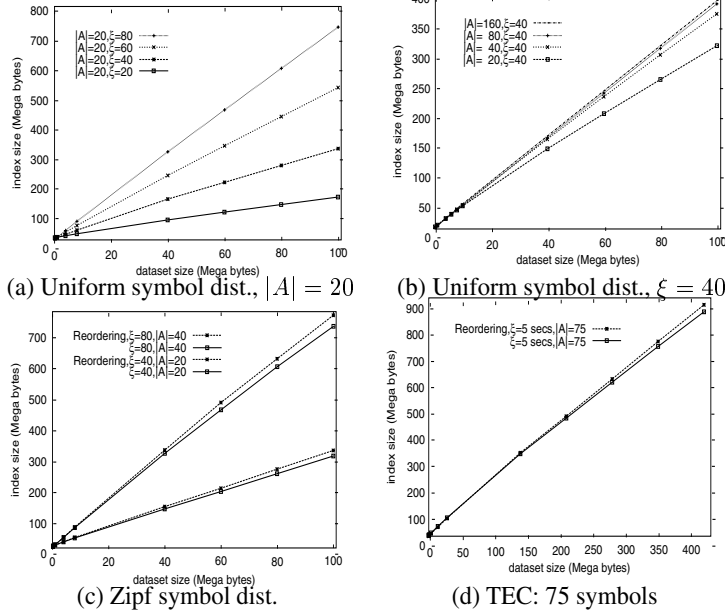 800
700
600
500
400
300
200
100
0
0 20 40 60 80 100
index size (Mega bytes)
dataset size (Mega bytes)
|A|=20,ξ=80
|A|=20,ξ=60
|A|=20,ξ=40
|A|=20,ξ=20
(a) Uniform symbol dist., |A| = 20
400
350
300
250
200
150
100
50
0
0 20 40 60 80 100
index size (Mega bytes)
dataset size (Mega bytes)
|A|=160,ξ=40
|A|= 80,ξ=40
|A|= 40,ξ=40
|A|= 20,ξ=40
(b) Uniform symbol dist., ξ = 40
700
600
500
400
300
200
100
0
0 20 40 60 80 100
index size (Mega bytes)
dataset size (Mega bytes)
Reordering,ξ=80,|A|=40
ξ=80,|A|=40
Reordering,ξ=40,|A|=20
ξ=40,|A|=20
(c) Zipf symbol dist.
900
800
700
600
500
400
300
200
100
0
0 50 100 150 200 250 300 350 400
index size (Mega bytes)
dataset size (Mega bytes)
Reordering,ξ=5 secs,|A|=75
ξ=5 secs,|A|=75
(d) TEC: 75 symbols